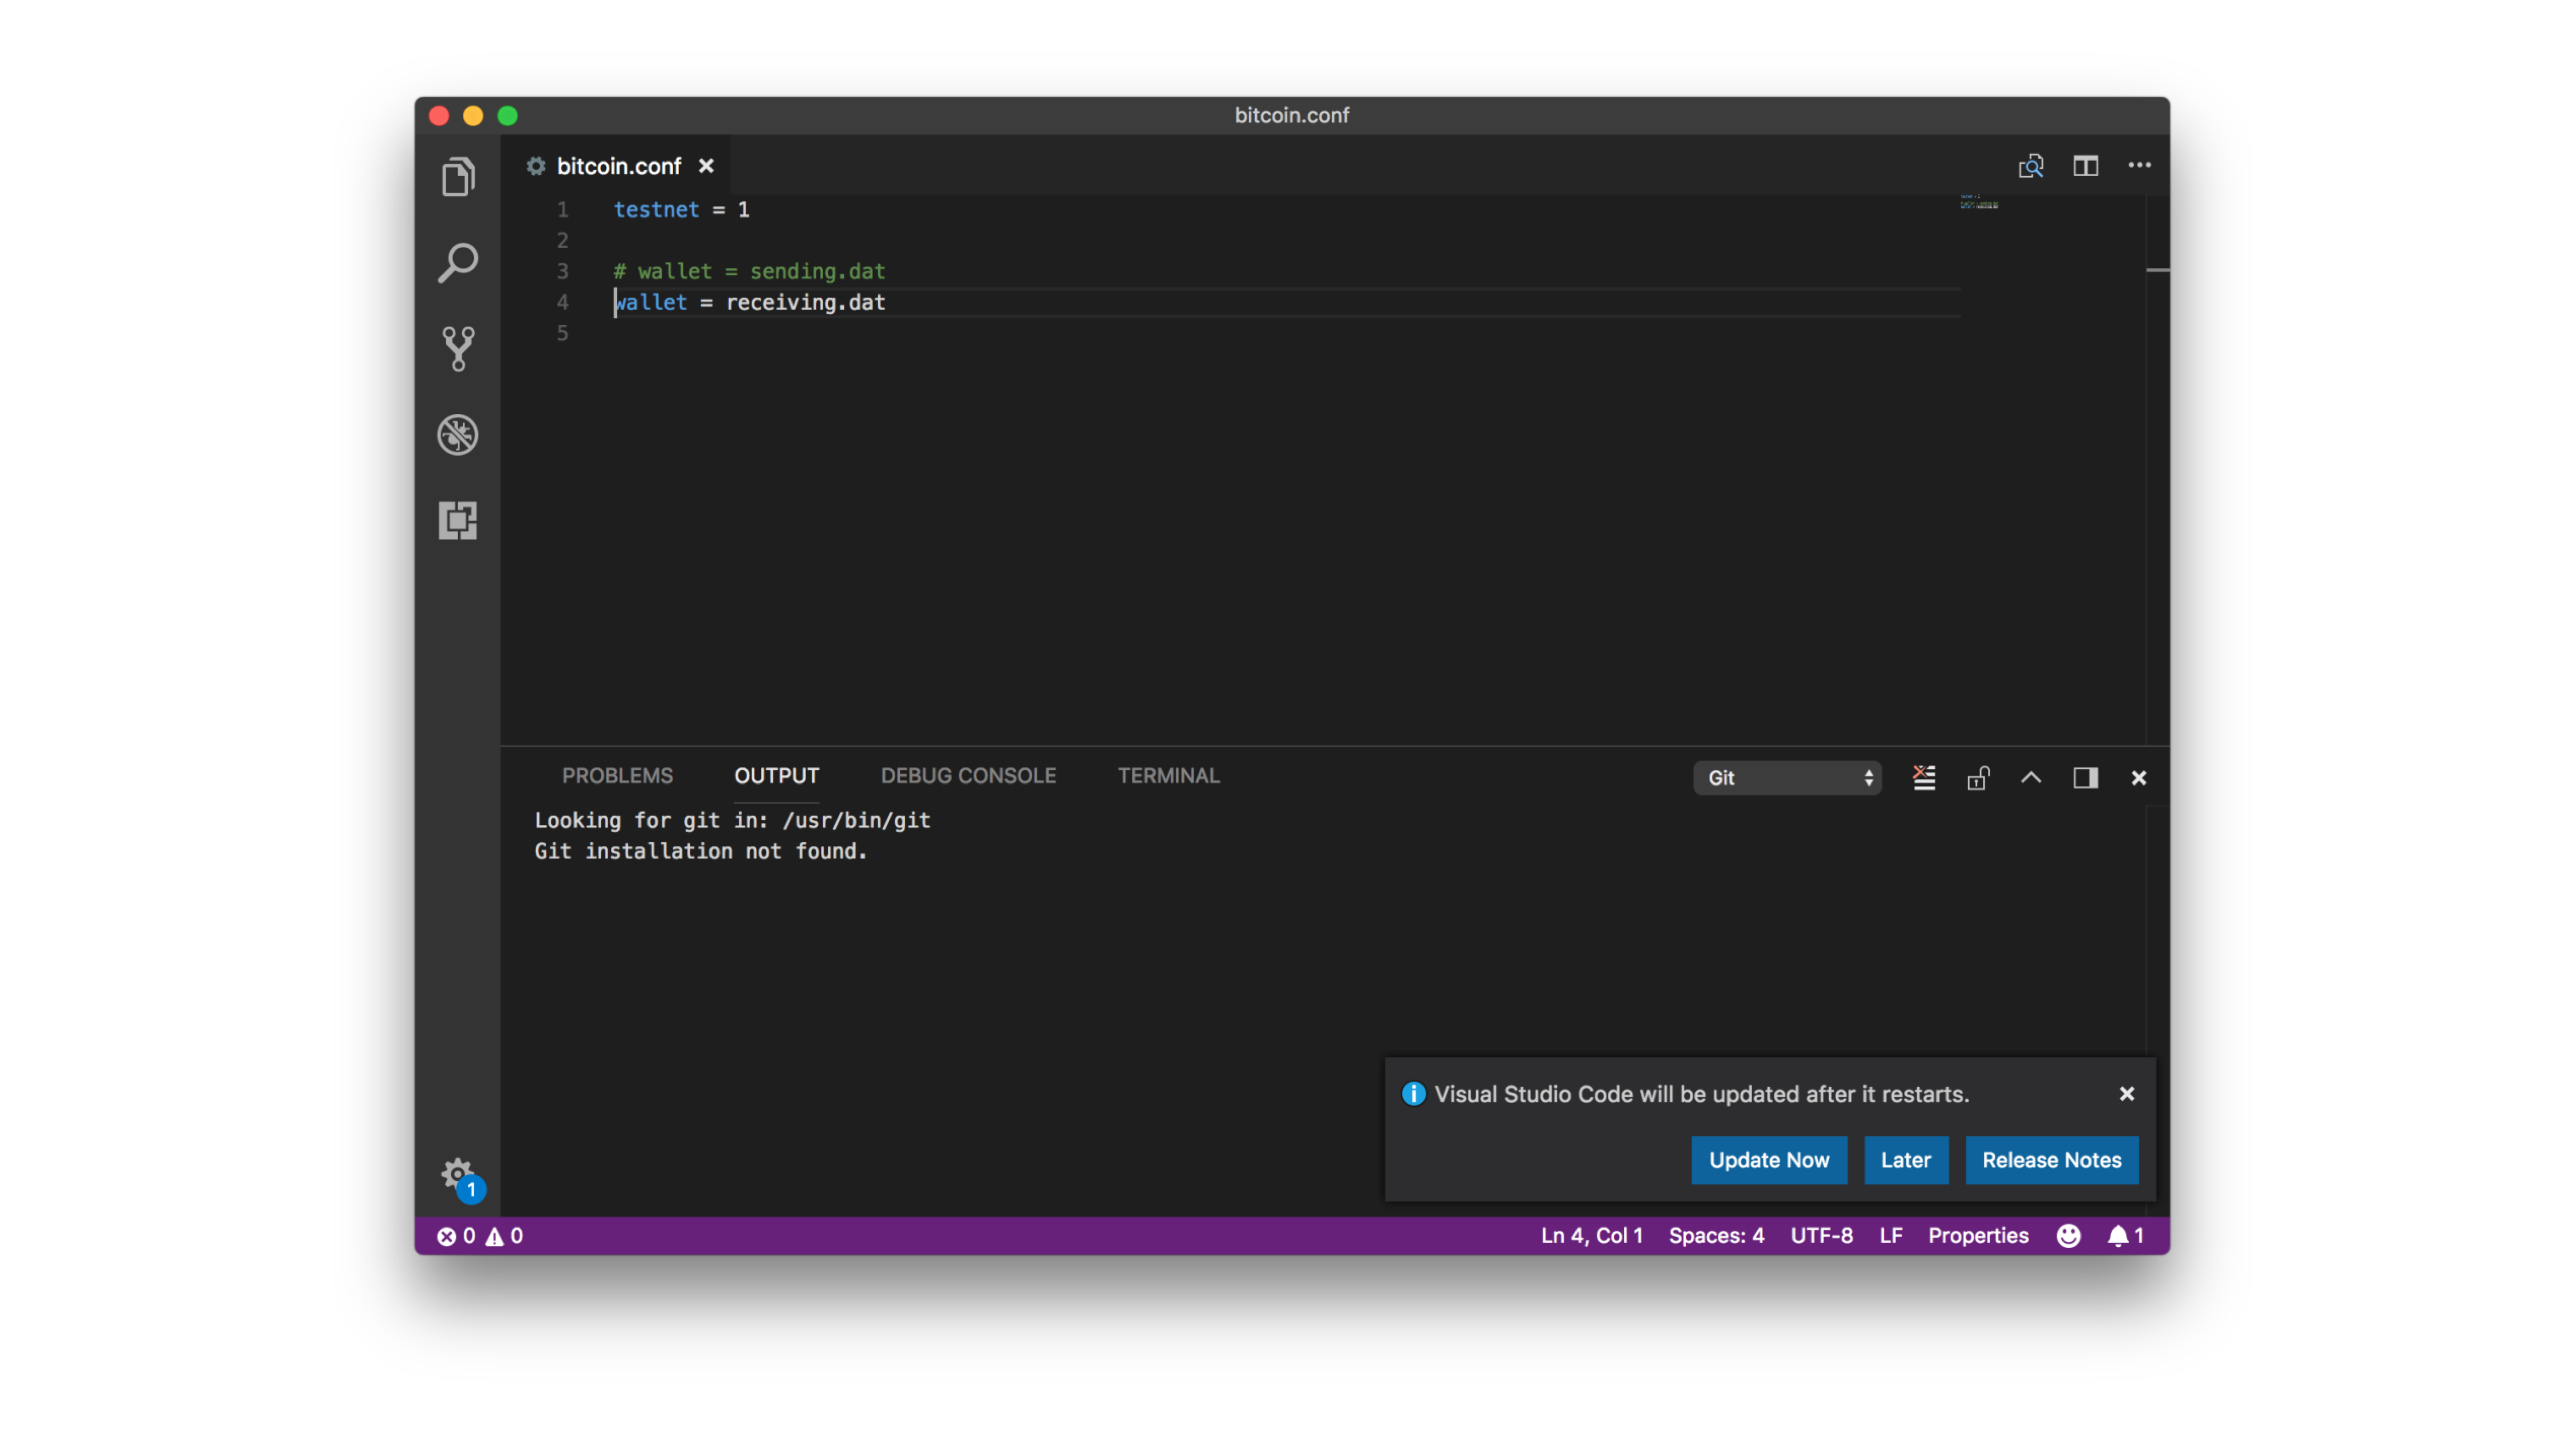 bitcoin.conf
bitcoin.conf
1 testnet = 1
2
3 # wallet = sending.dat
4 wallet = receiving.dat
5
PROBLEMS OUTPUT DEBUG CONSOLE TERMINAL Git
Looking for git in: /usr/bin/git
Git installation not found.
Visual Studio Code will be updated after it restarts.
Update Now Later Release Notes
1
0 0 Ln 4, Col 1 Spaces: 4 UTF-8 LF Properties 1